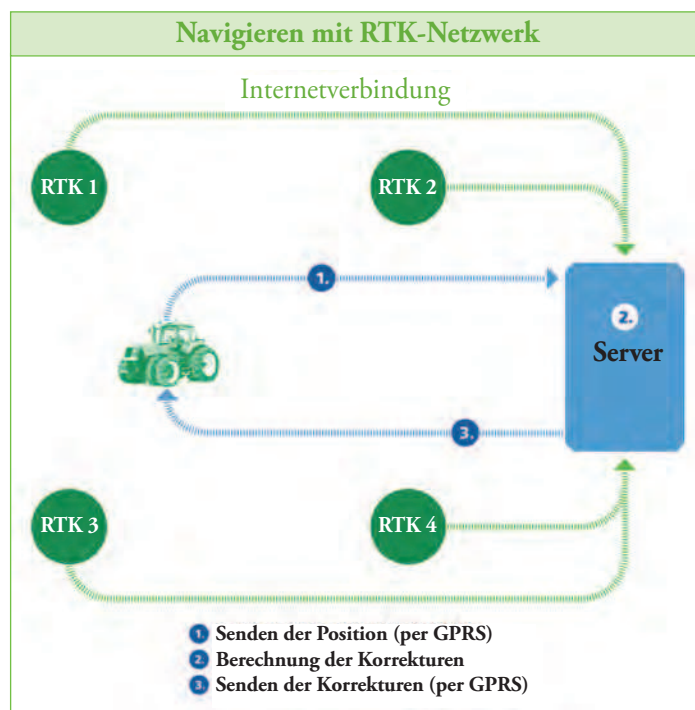 Navigieren mit RTK-Netzwerk
Internetverbindung
RTK 1
RTK 2
1.
2.
Server
3.
RTK 3
RTK 4
1. Senden der Position (per GPRS)
2. Berechnung der Korrekturen
3. Senden der Korrekturen (per GPRS)